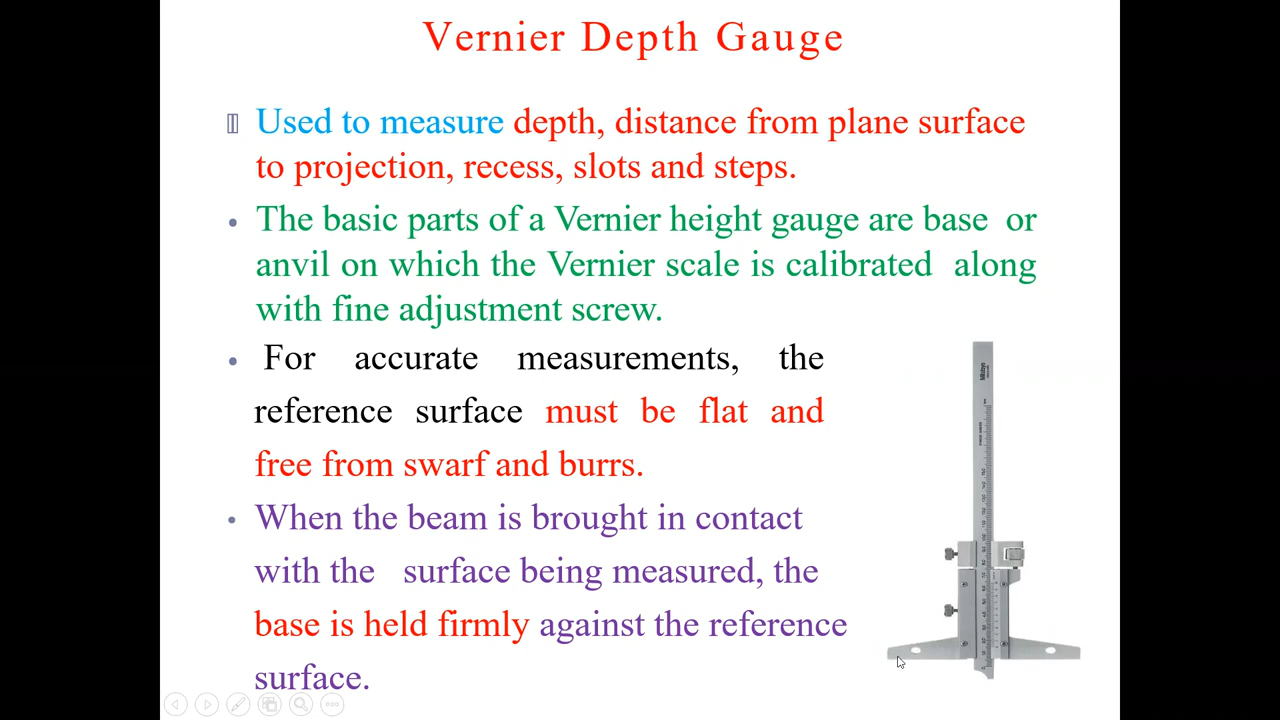 Vernier Depth Gauge
Used to measure depth, distance from plane surface
to projection, recess, slots and steps.
• The basic parts of a Vernier height gauge are base or
anvil on which the Vernier scale is calibrated along
with fine adjustment screw.
• For accurate measurements, the
reference surface must be flat and
free from swarf and burrs.
• When the beam is brought in contact
with the surface being measured, the
base is held firmly against the reference
surface.
Mitutoyo